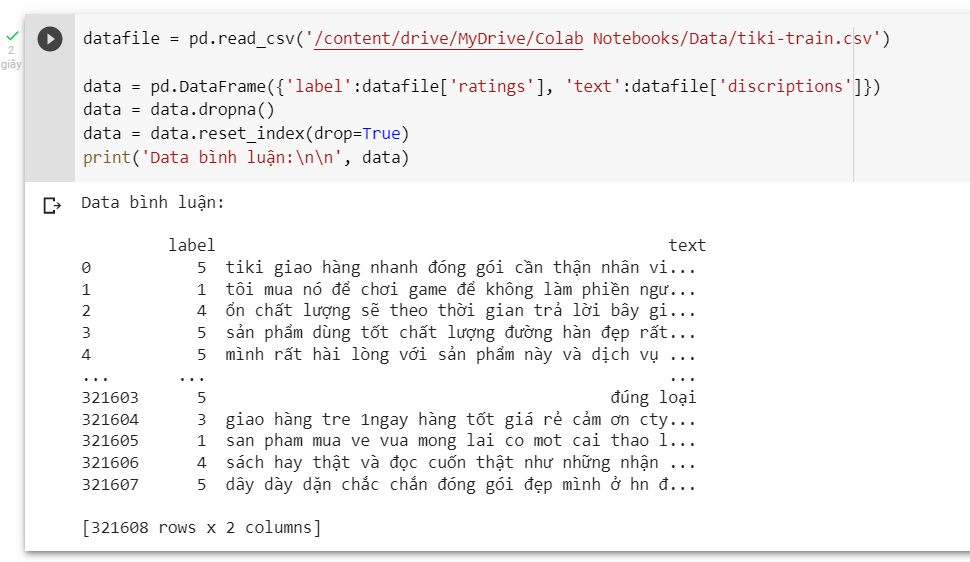 datafile = pd.read_csv('/content/drive/MyDrive/Colab Notebooks/Data/tiki-train.csv')
2
giây
data = pd.DataFrame({'label':datafile['ratings'], 'text':datafile['discriptions']})
data = data.dropna()
data = data.reset_index(drop=True)
print('Data bình luận:\n\n', data)
Data bình luận:
label text
0 5 tiki giao hàng nhanh đóng gói cẩn thận nhân vi...
1 1 tôi mua nó để chơi game để không làm phiền ngư...
2 4 ổn chất lượng sẽ theo thời gian trả lời bây gi...
3 5 sản phẩm dùng tốt chất lượng đường hàn đẹp rất...
4 5 mình rất hài lòng với sản phẩm này và dịch vụ ...
... ... ...
321603 5 đúng loại
321604 3 giao hàng tre 1ngay hàng tốt giá rẻ cảm ơn cty...
321605 1 san pham mua ve vua mong lai co mot cai thao l...
321606 4 sách hay thật và đọc cuốn thật như những nhận ...
321607 5 dây dày dặn chắc chắn đóng gói đẹp mình ở hn đ...
[321608 rows x 2 columns]